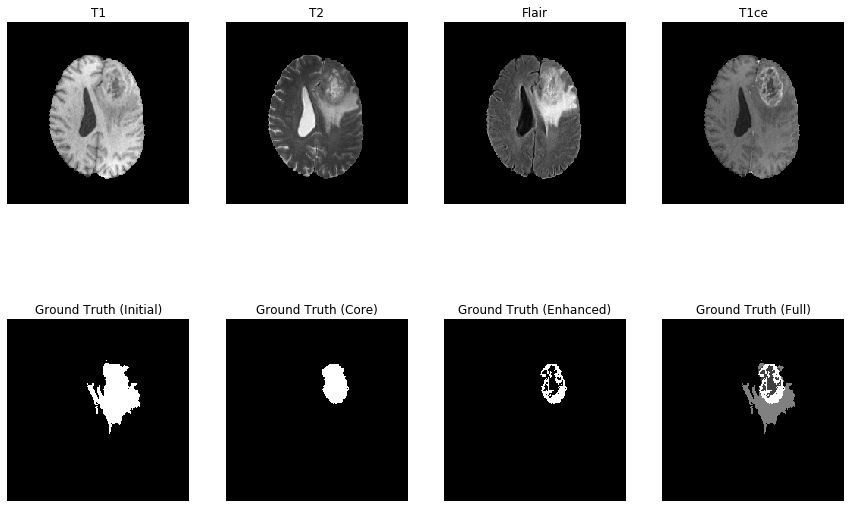 T1
T2
Flair
T1ce
Ground Truth (Initial)
Ground Truth (Core)
Ground Truth (Enhanced)
Ground Truth (Full)